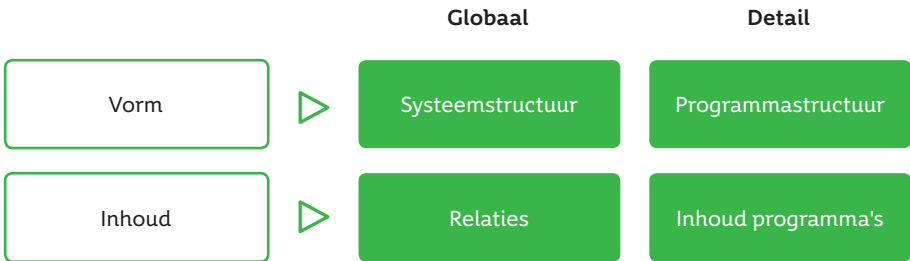 Globaal Detail
Vorm Systeemstructuur Programmastructuur
Inhoud Relaties Inhoud programma's